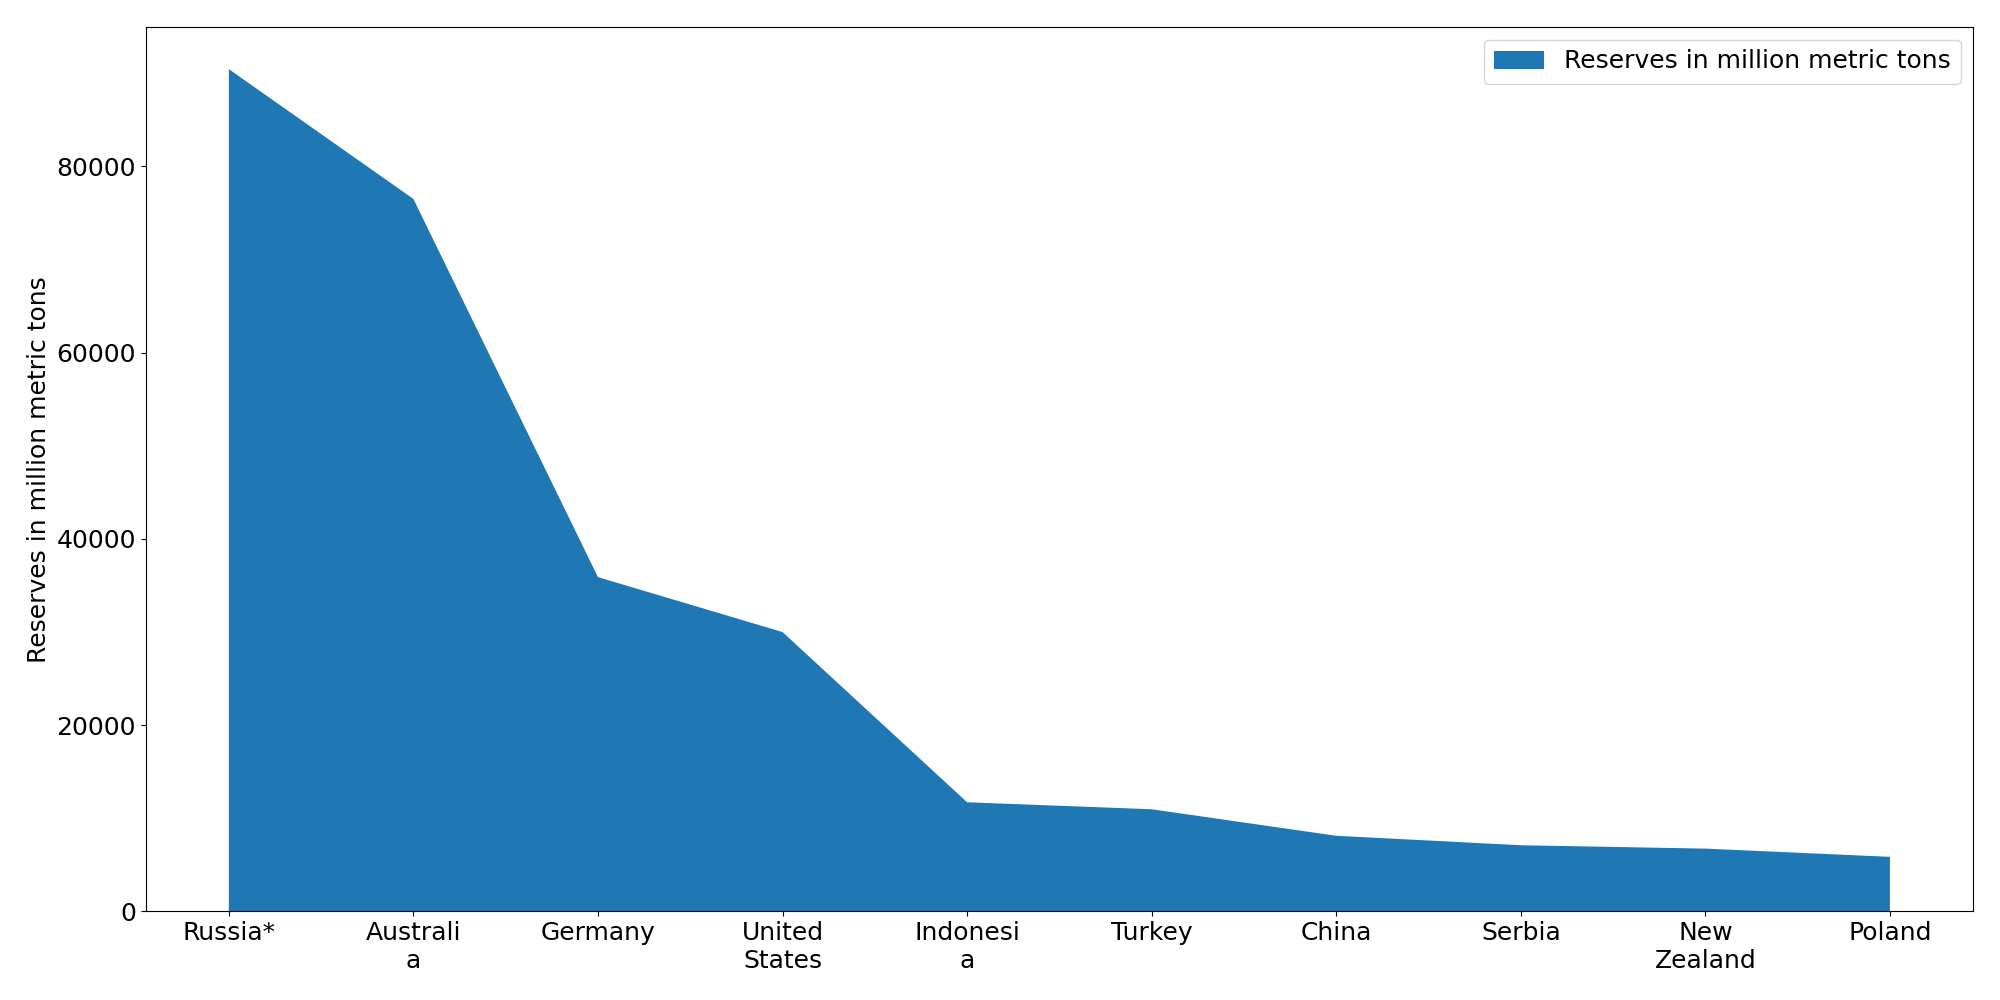 Reserves in million metric tons
80000
60000
40000
20000
0
Reserves in million metric tons
Russia*
Australi
a
Germany
United
States
Indonesi
a
Turkey
China
Serbia
New
Zealand
Poland